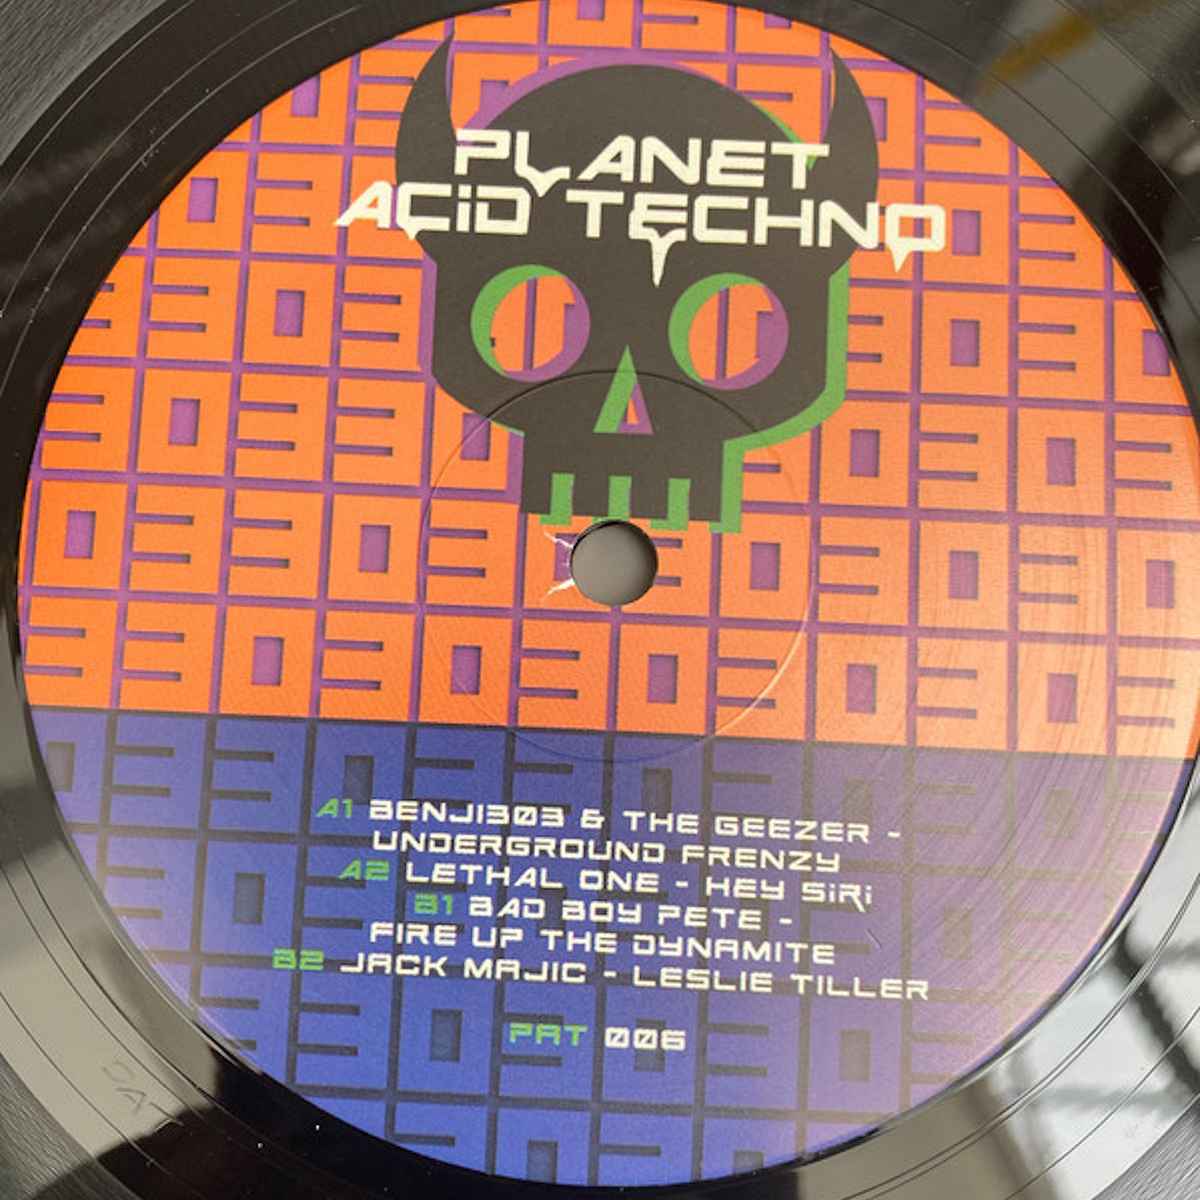 PLANET
ACiD TECHNO
A1 BENJI303 & THE GEEZER -
UNDERGROUND FRENZY
A2 LETHAL ONE - HEY SiRi
B1 BAD BOY PETE -
FIRE UP THE DYNAMITE
B2 JACK MAJIC - LESLIE TILLER
PAT 006